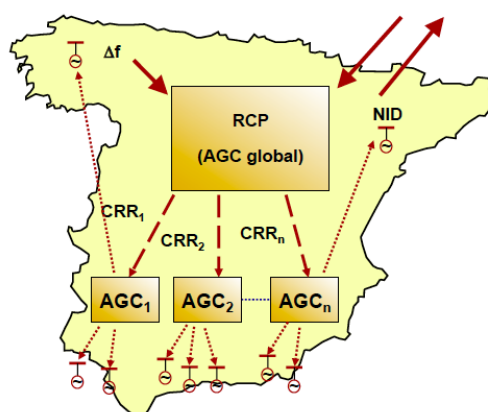 Δf
RCP
(AGC global)
NID
CRR₁
CRR₂
CRRₙ
AGC₁
AGC₂
AGCₙ
~
~
~
~
~
~
~
~
~